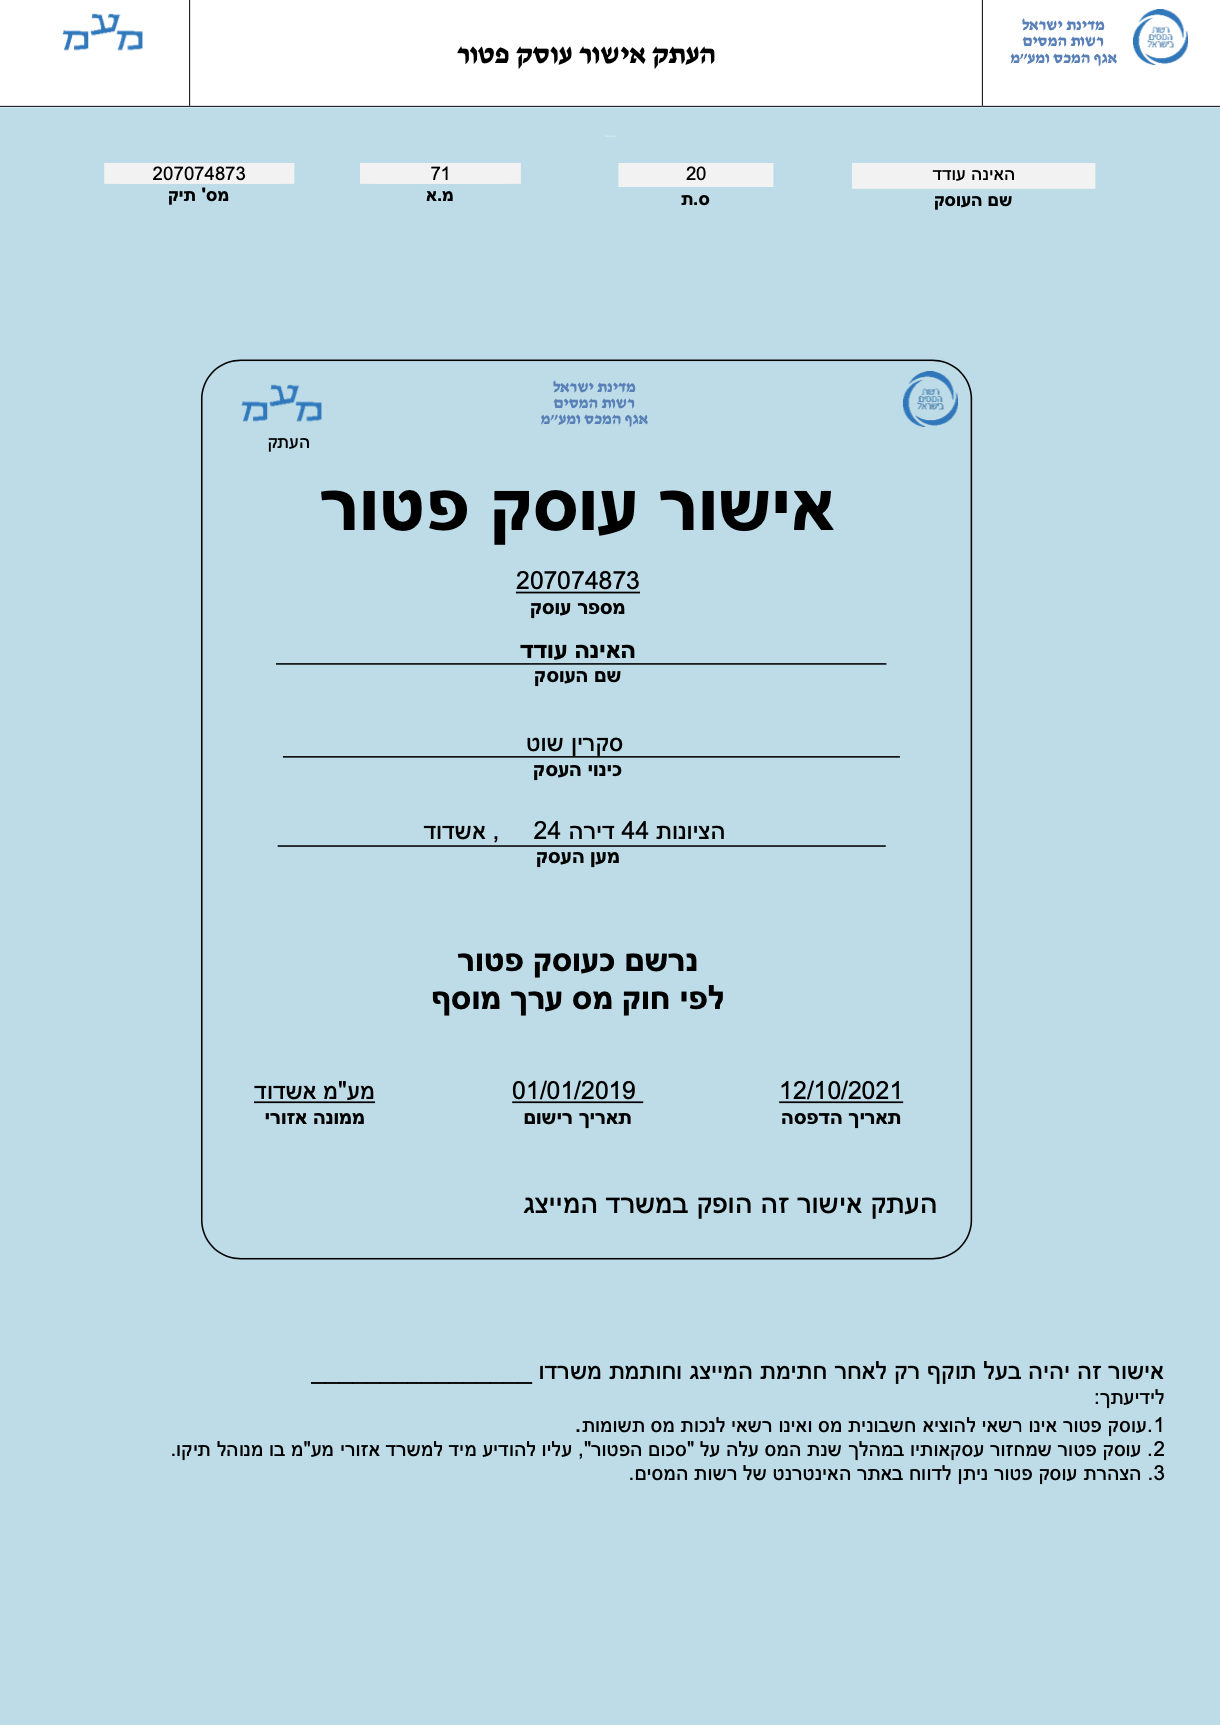 מדינת ישראל
רשות המסים
אגף המכס ומע"מ
רשות
המסים
בישראל
העתק אישור עוסק פטור
מעמ
האינה עודד 20 71 207074873
שם העוסק ס.ת מ.א מס' תיק
רשות
המסים
בישראל
מדינת ישראל
רשות המסים
אגף המכס ומע"מ
מעמ
העתק
אישור עוסק פטור
207074873
מספר עוסק
האינה עודד
שם העוסק
סקרין שוט
כינוי העסק
הציונות 44 דירה 24 , אשדוד
מען העסק
נרשם כעוסק פטור
לפי חוק מס ערך מוסף
12/10/2021 01/01/2019 מע"מ אשדוד
תאריך הדפסה תאריך רישום ממונה אזורי
העתק אישור זה הופק במשרד המייצג
אישור זה יהיה בעל תוקף רק לאחר חתימת המייצג וחותמת משרדו _________________
לידיעתך:
1.עוסק פטור אינו רשאי להוציא חשבונית מס ואינו רשאי לנכות מס תשומות.
2. עוסק פטור שמחזור עסקאותיו במהלך שנת המס עלה על "סכום הפטור", עליו להודיע מיד למשרד אזורי מע"מ בו מנוהל תיקו.
3. הצהרת עוסק פטור ניתן לדווח באתר האינטרנט של רשות המסים.